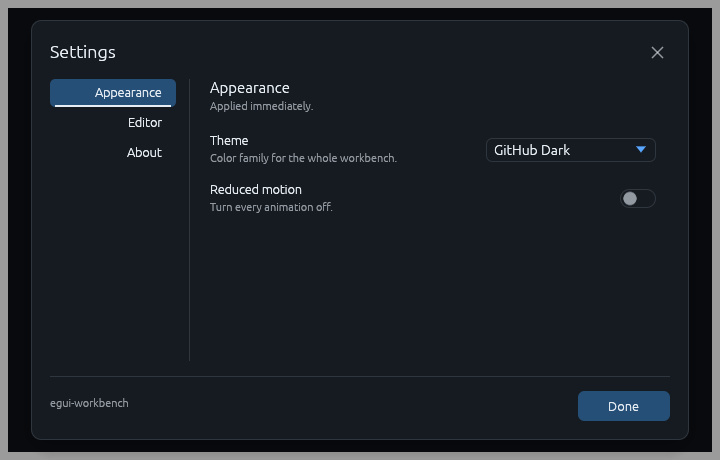 Settings
Appearance
Editor
About
Appearance
Applied immediately.
Theme
Color family for the whole workbench.
GitHub Dark
Reduced motion
Turn every animation off.
egui-workbench
Done